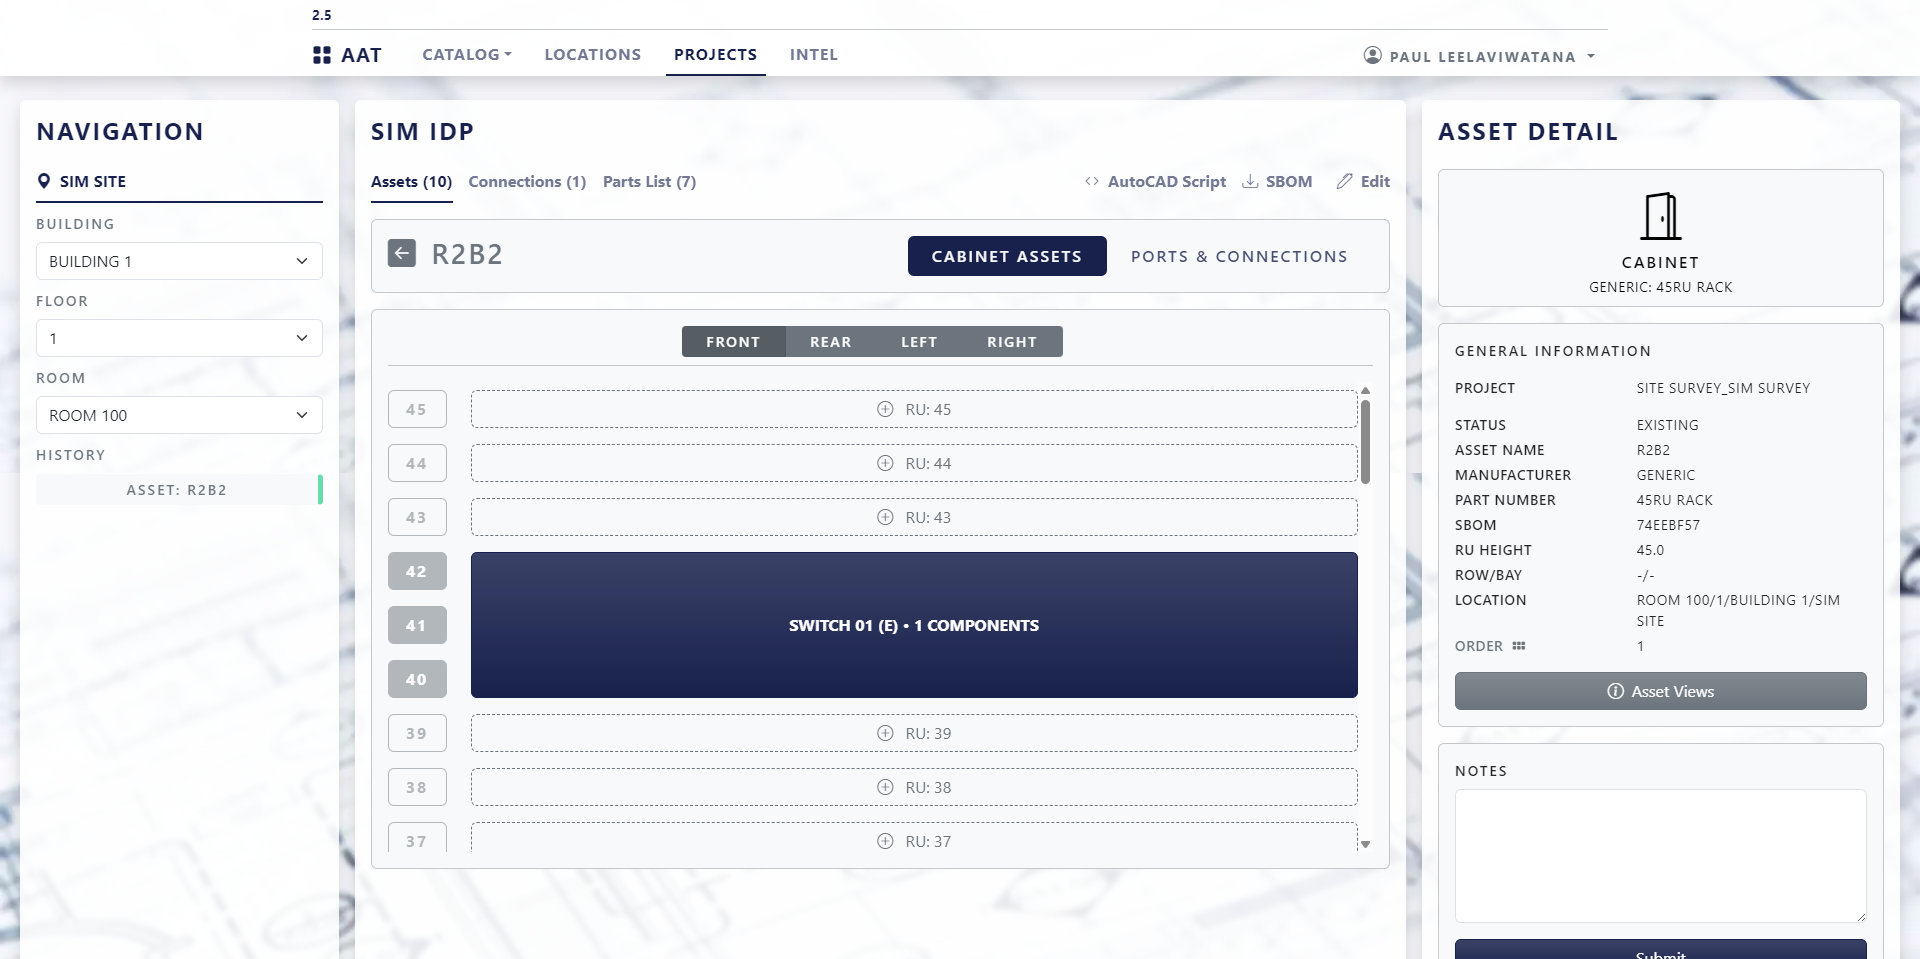 2.5
AAT
CATALOG
LOCATIONS
PROJECTS
INTEL
PAUL LEELAVIWATANA
NAVIGATION
SIM SITE
BUILDING
BUILDING 1
FLOOR
1
ROOM
ROOM 100
HISTORY
ASSET: R2B2
SIM IDP
Assets (10)
Connections (1)
Parts List (7)
AutoCAD Script
SBOM
Edit
R2B2
CABINET ASSETS
PORTS & CONNECTIONS
FRONT
REAR
LEFT
RIGHT
45
RU: 45
44
RU: 44
43
RU: 43
42
41
SWITCH 01 (E) • 1 COMPONENTS
40
39
RU: 39
38
RU: 38
37
RU: 37
ASSET DETAIL
CABINET
GENERIC: 45RU RACK
GENERAL INFORMATION
PROJECT SITE SURVEY_SIM SURVEY
STATUS EXISTING
ASSET NAME R2B2
MANUFACTURER GENERIC
PART NUMBER 45RU RACK
SBOM 74EEBF57
RU HEIGHT 45.0
ROW/BAY -/-
LOCATION ROOM 100/1/BUILDING 1/SIM
SITE
ORDER 1
Asset Views
NOTES
Submit